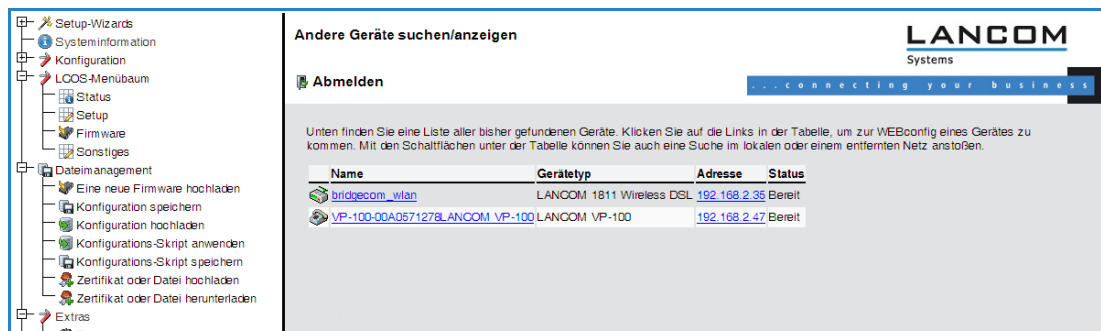 Setup-Wizards
Systeminformation
Konfiguration
LCOS-Menübaum
Status
Setup
Firmware
Sonstiges
Dateimanagement
Eine neue Firmware hochladen
Konfiguration speichern
Konfiguration hochladen
Konfigurations-Skript anwenden
Konfigurations-Skript speichern
Zertifikat oder Datei hochladen
Zertifikat oder Datei herunterladen
Extras
Andere Geräte suchen/anzeigen
LANCOM
Systems
Abmelden
...connecting your business
Unten finden Sie eine Liste aller bisher gefundenen Geräte. Klicken Sie auf die Links in der Tabelle, um zur WEBconfig eines Gerätes zu
kommen. Mit den Schaltflächen unter der Tabelle können Sie auch eine Suche im lokalen oder einem entfernten Netz anstoßen.
Name Gerätetyp Adresse Status
bridgecom_wlan LANCOM 1811 Wireless DSL 192.168.2.35 Bereit
VP-100-00A0571278LANCOM VP-100 LANCOM VP-100 192.168.2.47 Bereit